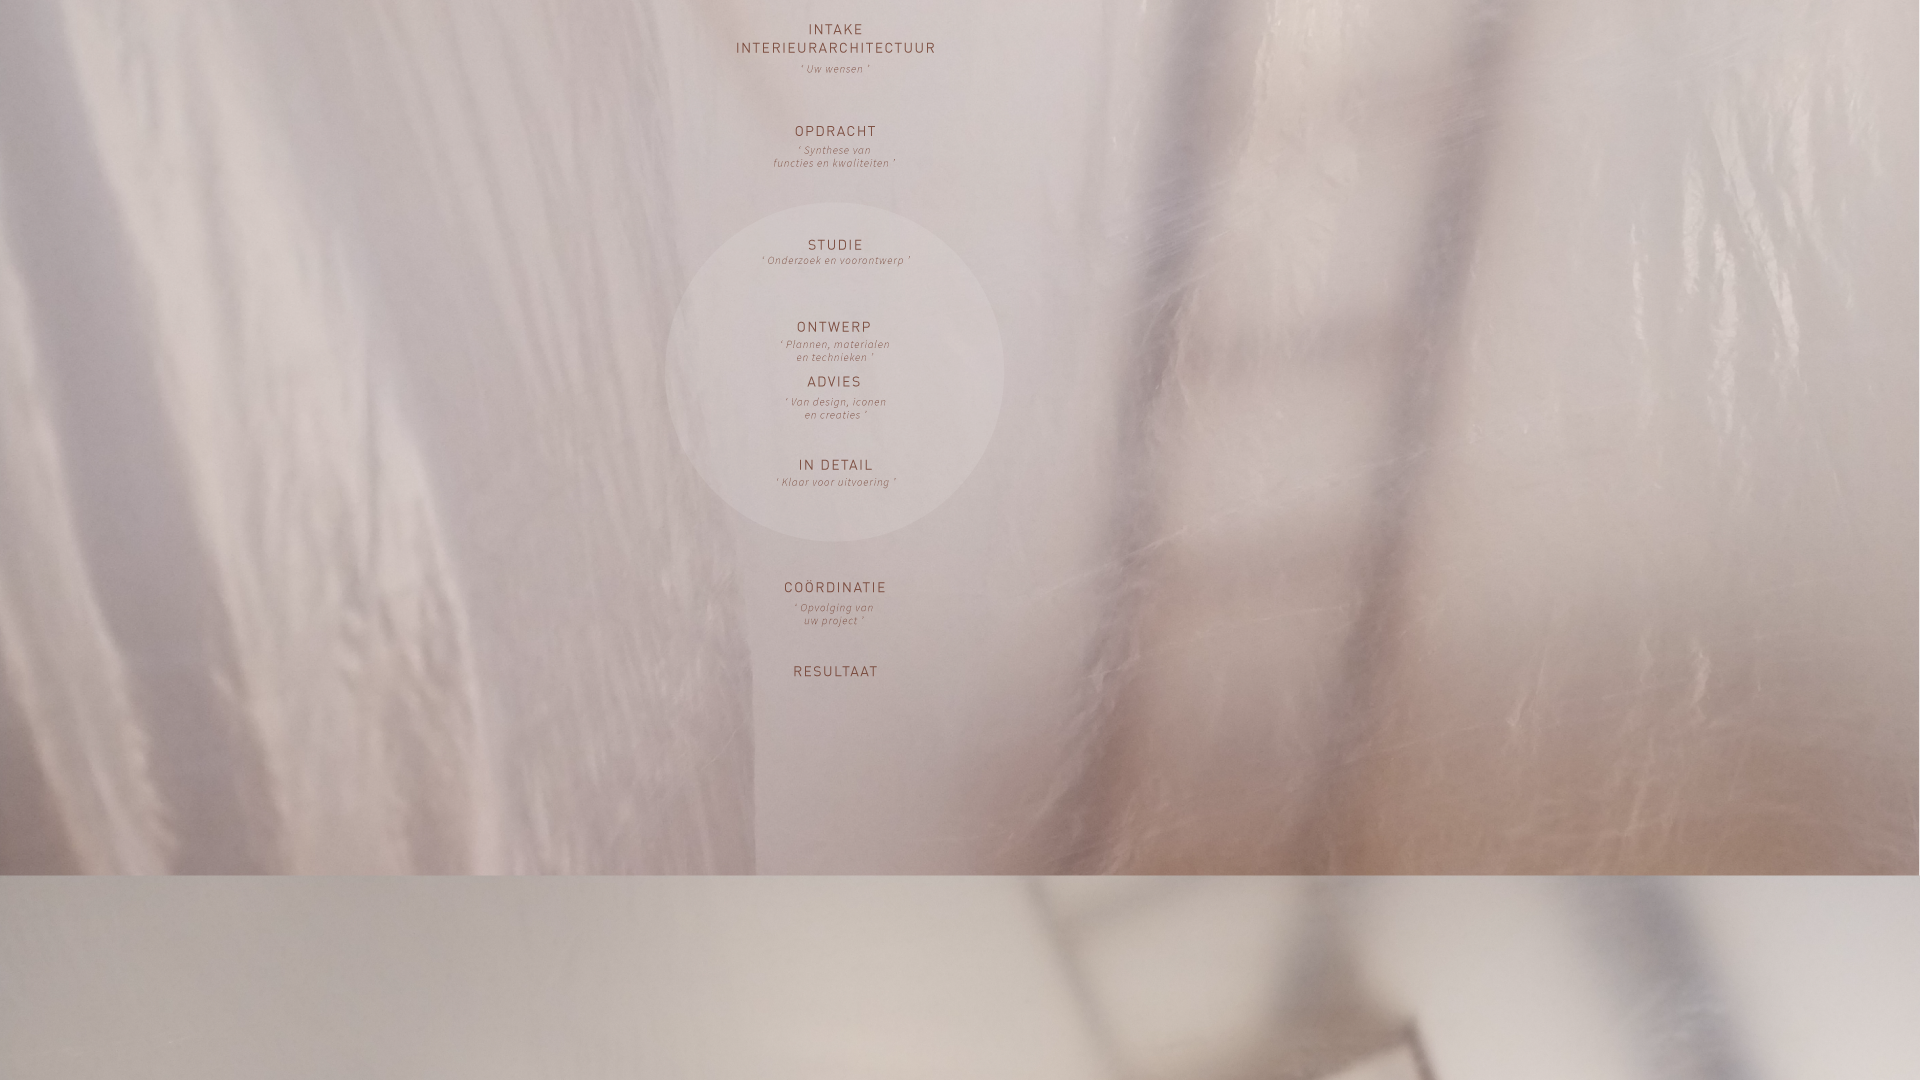 INTAKE
INTERIEURARCHITECTUUR
' Uw wensen '
OPDRACHT
' Synthese van
functies en kwaliteiten '
STUDIE
' Onderzoek en voorontwerp '
ONTWERP
' Plannen, materialen
en technieken '
ADVIES
' Van design, iconen
en creaties '
IN DETAIL
' Klaar voor uitvoering '
COÖRDINATIE
' Opvolging van
uw project '
RESULTAAT